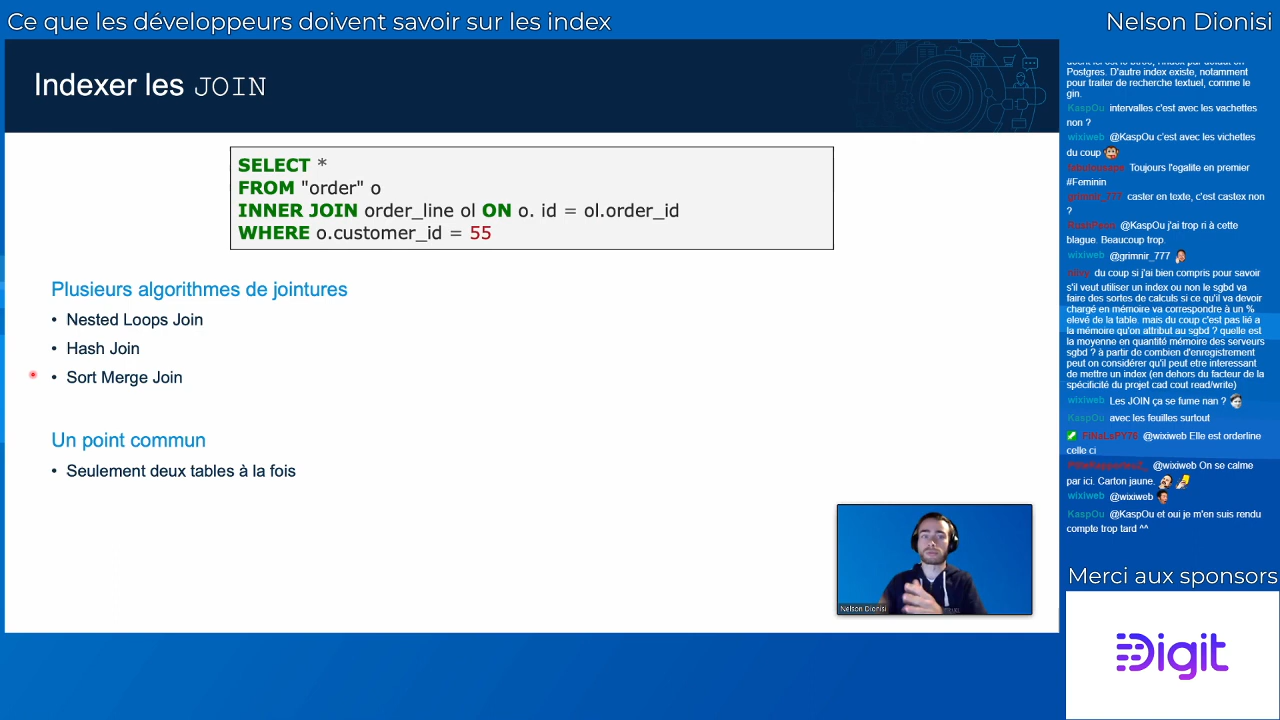 Ce que les développeurs doivent savoir sur les index
Nelson Dionisi
Indexer les JOIN
SELECT *
FROM "order" o
INNER JOIN order_line ol ON o. id = ol.order_id
WHERE o.customer_id = 55
Plusieurs algorithmes de jointures
• Nested Loops Join
• Hash Join
• Sort Merge Join
Un point commun
• Seulement deux tables à la fois
Nelson Dionisi
Postgres. D'autre index existe, notamment
pour traiter de recherche textuel, comme le
gin.
KaspOu intervalles c'est avec les vachettes
non ?
wixiweb @KaspOu c'est avec les vichettes
du coup
Toujours l'egalite en premier
#Feminin
grimnir_777 caster en texte, c'est castex non
?
@KaspOu j'ai trop ri à cette
blague. Beaucoup trop.
wixiweb @grimnir_777
du coup si j'ai bien compris pour savoir
s'il veut utiliser un index ou non le sgbd va
faire des sortes de calculs si ce qu'il va devoir
chargé en mémoire va correspondre à un %
elevé de la table. mais du coup c'est pas lié a
la mémoire qu'on attribut au sgbd ? quelle est
la moyenne en quantité mémoire des serveurs
sgbd ? à partir de combien d'enregistrement
peut on considérer qu'il peut etre interessant
de mettre un index (en dehors du facteur de la
spécificité du projet cad cout read/write)
wixiweb Les JOIN ça se fume nan ?
KaspOu avec les feuilles surtout
FiNaLsPY76 @wixiweb Elle est orderline
celle ci
@wixiweb On se calme
par ici. Carton jaune.
wixiweb @wixiweb
KaspOu @KaspOu et oui je m'en suis rendu
compte trop tard ^^
Merci aux sponsors
Digit